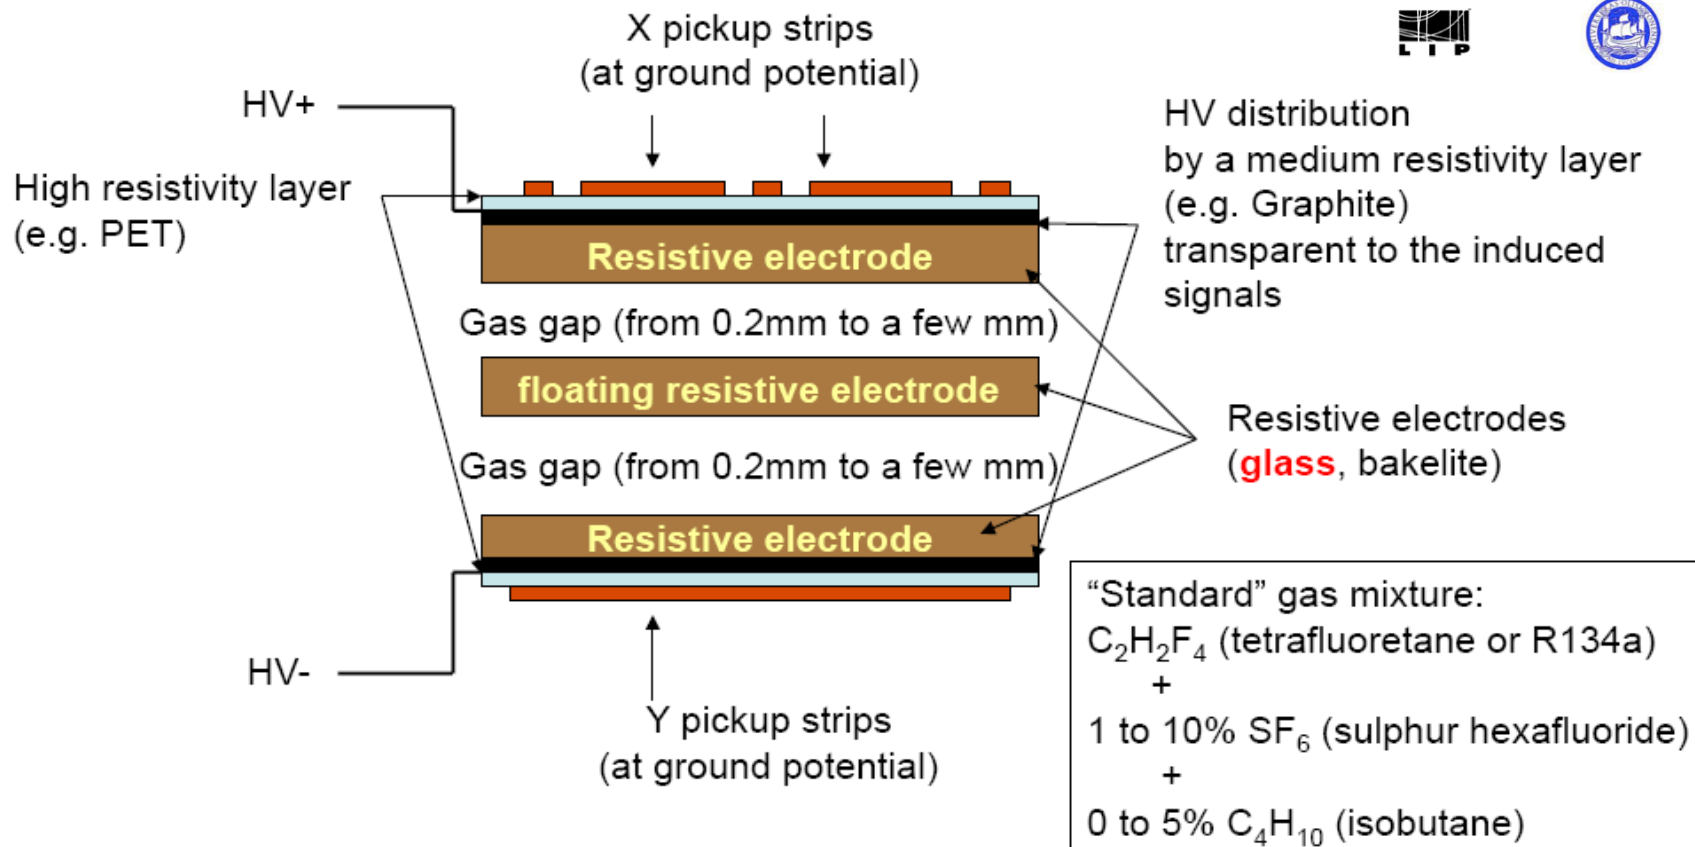 X pickup strips
(at ground potential)
LIP
HV+
HV distribution
by a medium resistivity layer
(e.g. Graphite)
transparent to the induced
signals
High resistivity layer
(e.g. PET)
Resistive electrode
Gas gap (from 0.2mm to a few mm)
floating resistive electrode
Resistive electrodes
(glass, bakelite)
Gas gap (from 0.2mm to a few mm)
Resistive electrode
HV-
Y pickup strips
(at ground potential)
“Standard” gas mixture:
C₂H₂F₄ (tetrafluoretane or R134a)
+
1 to 10% SF₆ (sulphur hexafluoride)
+
0 to 5% C₄H₁₀ (isobutane)